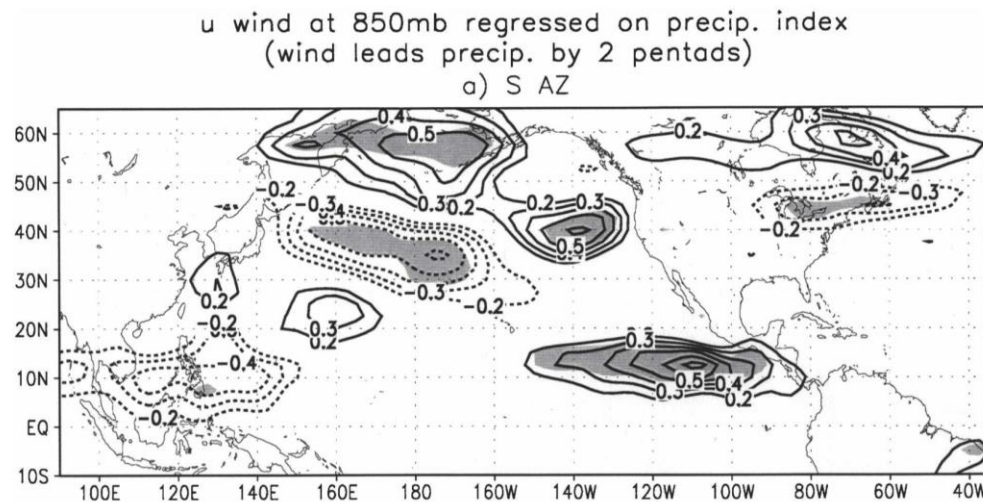 u wind at 850mb regressed on precip. index
(wind leads precip. by 2 pentads)
a) S AZ
60N
50N
40N
30N
20N
10N
EQ
10S
0.4
0.5
0.3
0.2
0.2
0.3
0.4
0.2
-0.2
-0.3
-0.2
-0.2
-0.3
-0.3
-0.2
0.2
0.3
0.5
0.2
0.3
0.2
-0.2
-0.4
-0.2
0.3
0.5
0.4
0.2
100E
120E
140E
160E
180
160W
140W
120W
100W
80W
60W
40W